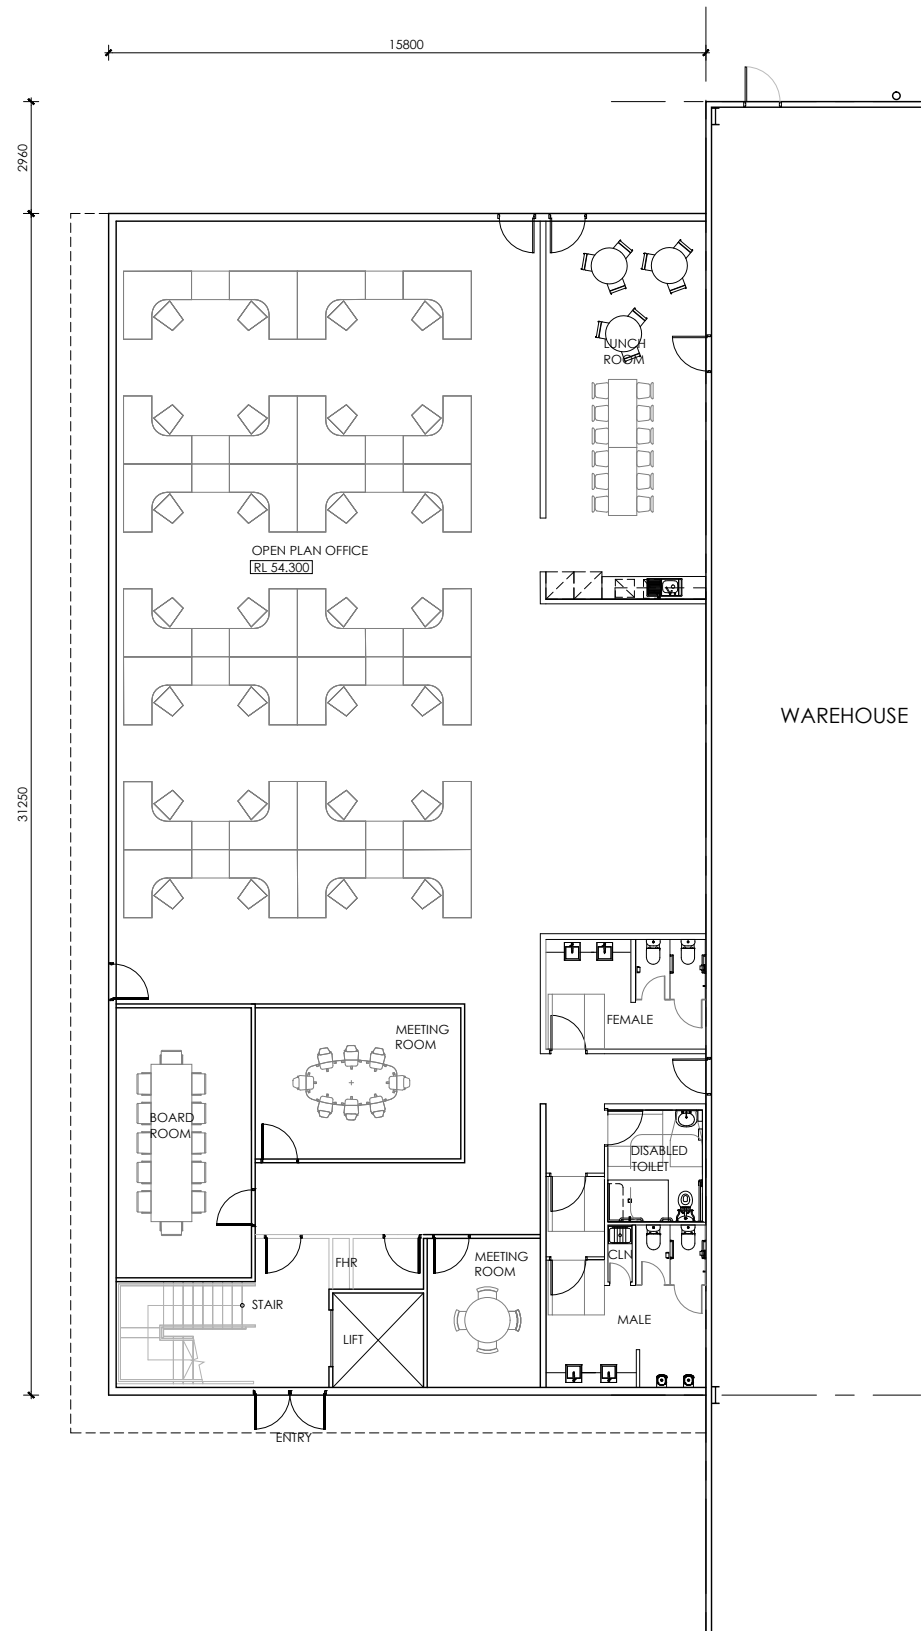 15800
2960
LUNCH
ROOM
OPEN PLAN OFFICE
RL 54.300
WAREHOUSE
31250
FEMALE
MEETING
ROOM
BOARD
ROOM
DISABLED
TOILET
FHR
MEETING
ROOM
CLN
STAIR
LIFT
MALE
ENTRY